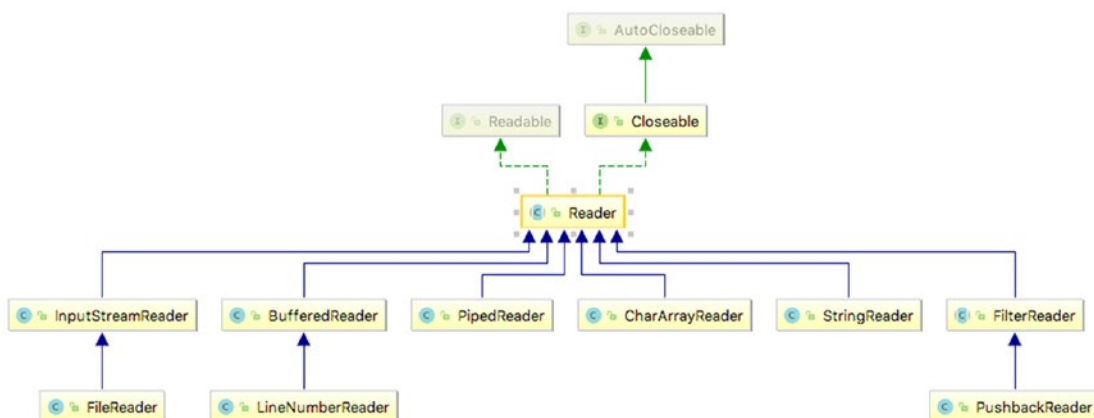 AutoCloseable
Readable
Closeable
Reader
InputStreamReader
BufferedReader
PipedReader
CharArrayReader
StringReader
FilterReader
FileReader
LineNumberReader
PushbackReader